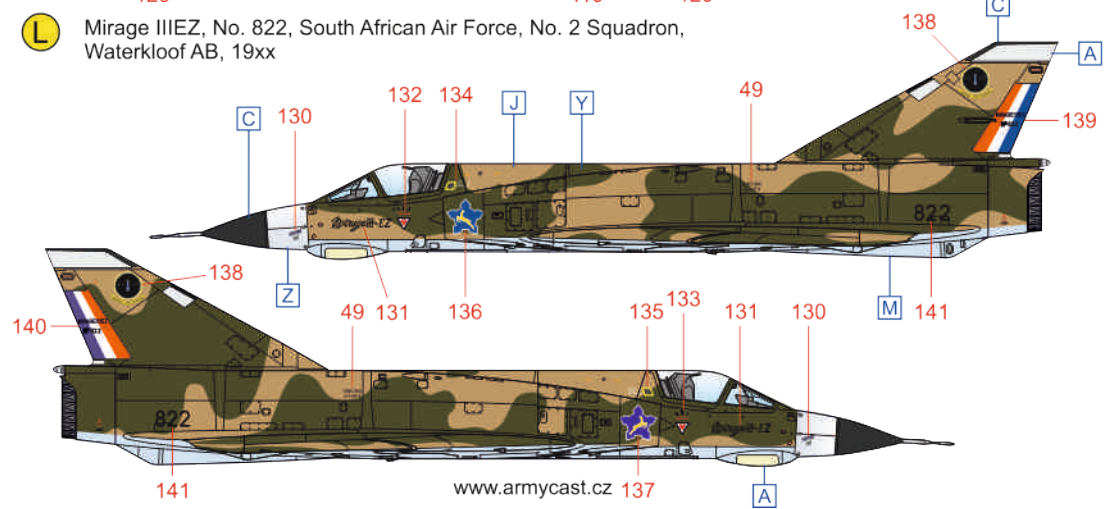 L
Mirage IIIEZ, No. 822, South African Air Force, No. 2 Squadron,
Waterkloof AB, 19xx
C
138
A
132 134 J Y 49
C 130
139
822
Z 131 136 M 141
138
140
49 135 133 131 130
822
141 www.armycast.cz 137 A